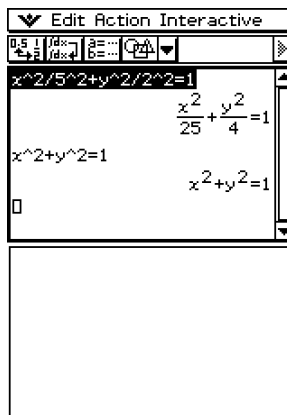 Edit Action Interactive
x^2/5^2+y^2/2^2=1
x²/25+y²/4=1
x^2+y^2=1
x²+y²=1